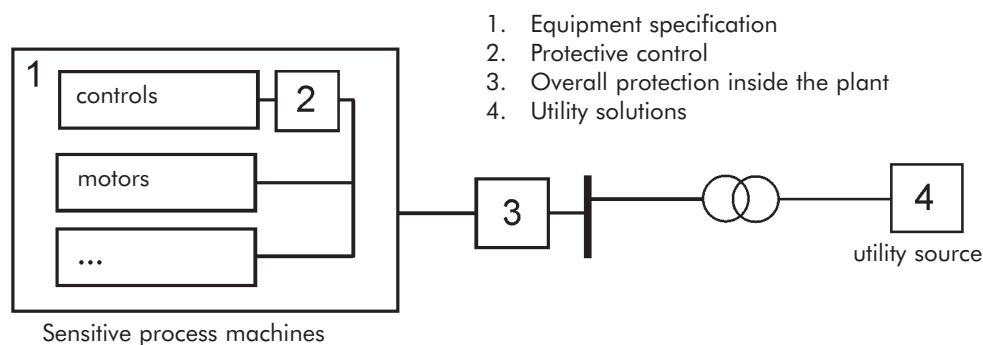 1. Equipment specification
2. Protective control
3. Overall protection inside the plant
4. Utility solutions
1
controls
2
motors
...
3
4
utility source
Sensitive process machines